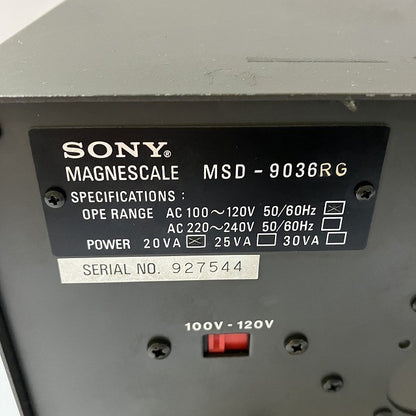 SONY®
MAGNESCALE MSD-9036RG
SPECIFICATIONS :
OPE RANGE AC 100～120V 50/60Hz
AC 220～240V 50/60Hz
POWER 20VA 25VA 30VA
SERIAL NO. 927544
100V-120V